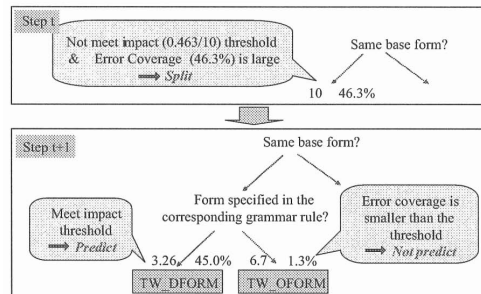 Step t
Not meet impact (0.463/10) threshold
& Error Coverage (46.3%) is large
Split
Same base form?
10 46.3%
Step t+1
Same base form?
Form specified in the
corresponding grammar rule?
Meet impact
threshold
Predict
Error coverage is
smaller than the
threshold
Not predict
3.26 45.0% 6.7 1.3%
TW_DFORM TW_OFORM